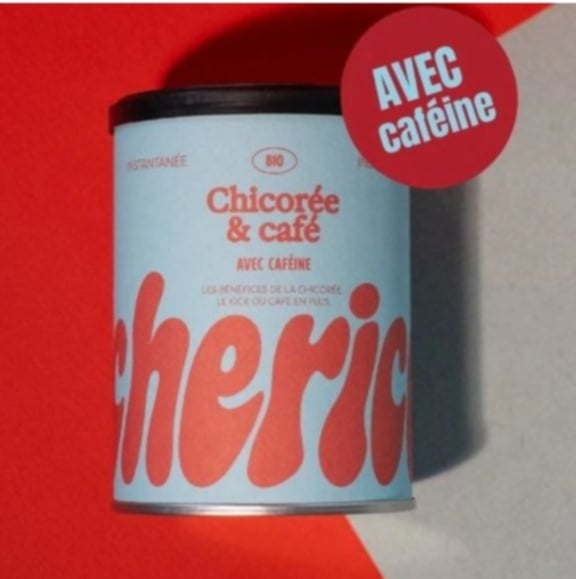 AVEC
caféine
INSTANTANÉE
BIO
Chicorée
& café
AVEC CAFÉINE
LES BÉNÉFICES DE LA CHICORÉE.
LE KICK DU CAFÉ EN PLUS.
cheric